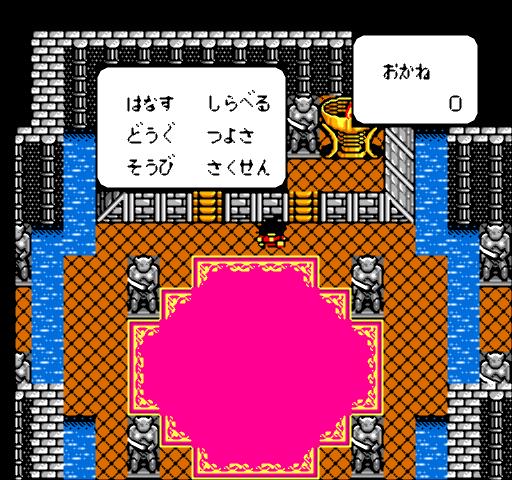 はなす　しらべる
どうぐ　つよさ
そうび　さくせん
おかね
0